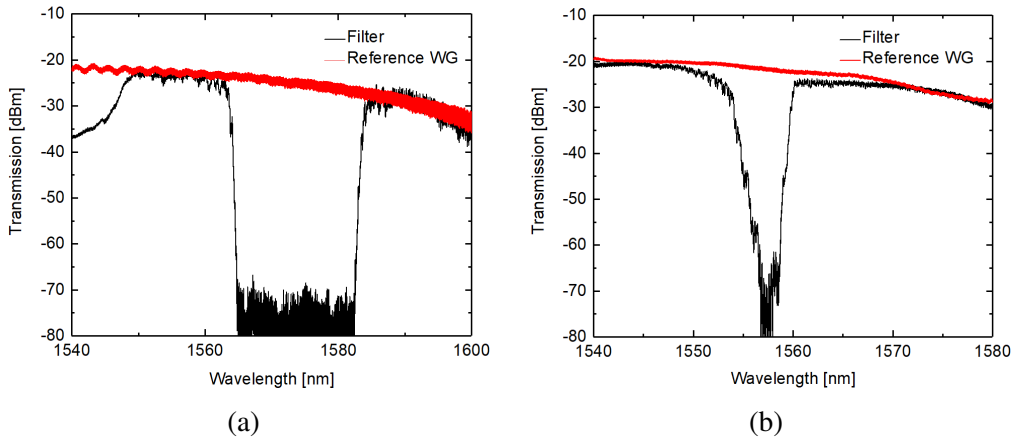 -10
-20
-30
-40
-50
-60
-70
-80
Transmission [dBm]
Filter
Reference WG
1540 1560 1580 1600
Wavelength [nm]
(a)
-10
-20
-30
-40
-50
-60
-70
-80
Transmission [dBm]
Filter
Reference WG
1540 1550 1560 1570 1580
Wavelength [nm]
(b)